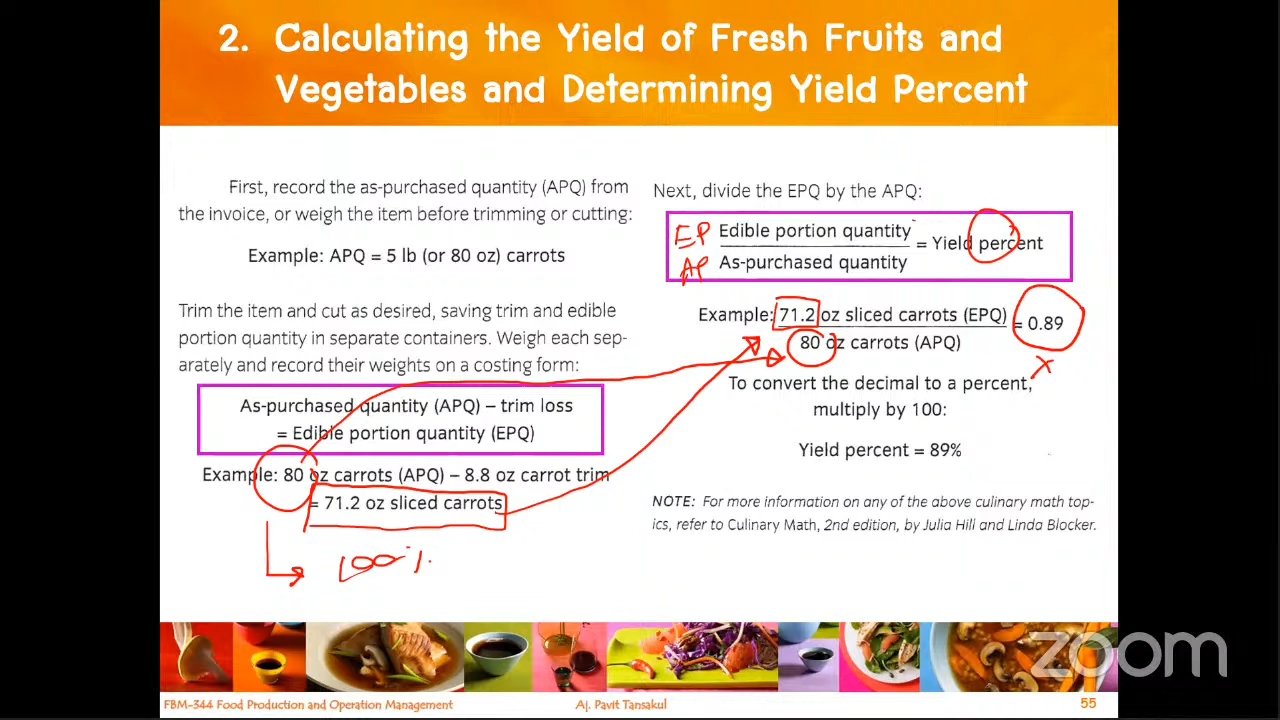 2. Calculating the Yield of Fresh Fruits and
Vegetables and Determining Yield Percent
First, record the as-purchased quantity (APQ) from
the invoice, or weigh the item before trimming or cutting:
Example: APQ = 5 lb (or 80 oz) carrots
Trim the item and cut as desired, saving trim and edible
portion quantity in separate containers. Weigh each sep-
arately and record their weights on a costing form:
As-purchased quantity (APQ) – trim loss
= Edible portion quantity (EPQ)
Example: 80 oz carrots (APQ) – 8.8 oz carrot trim
= 71.2 oz sliced carrots
100%
Next, divide the EPQ by the APQ:
EP Edible portion quantity = Yield percent
AP As-purchased quantity
Example: 71.2 oz sliced carrots (EPQ) = 0.89
80 oz carrots (APQ)
x
To convert the decimal to a percent,
multiply by 100:
Yield percent = 89%
NOTE: For more information on any of the above culinary math top-
ics, refer to Culinary Math, 2nd edition, by Julia Hill and Linda Blocker.
zoom
FBM-344 Food Production and Operation Management
Aj. Pavit Tansakul
55